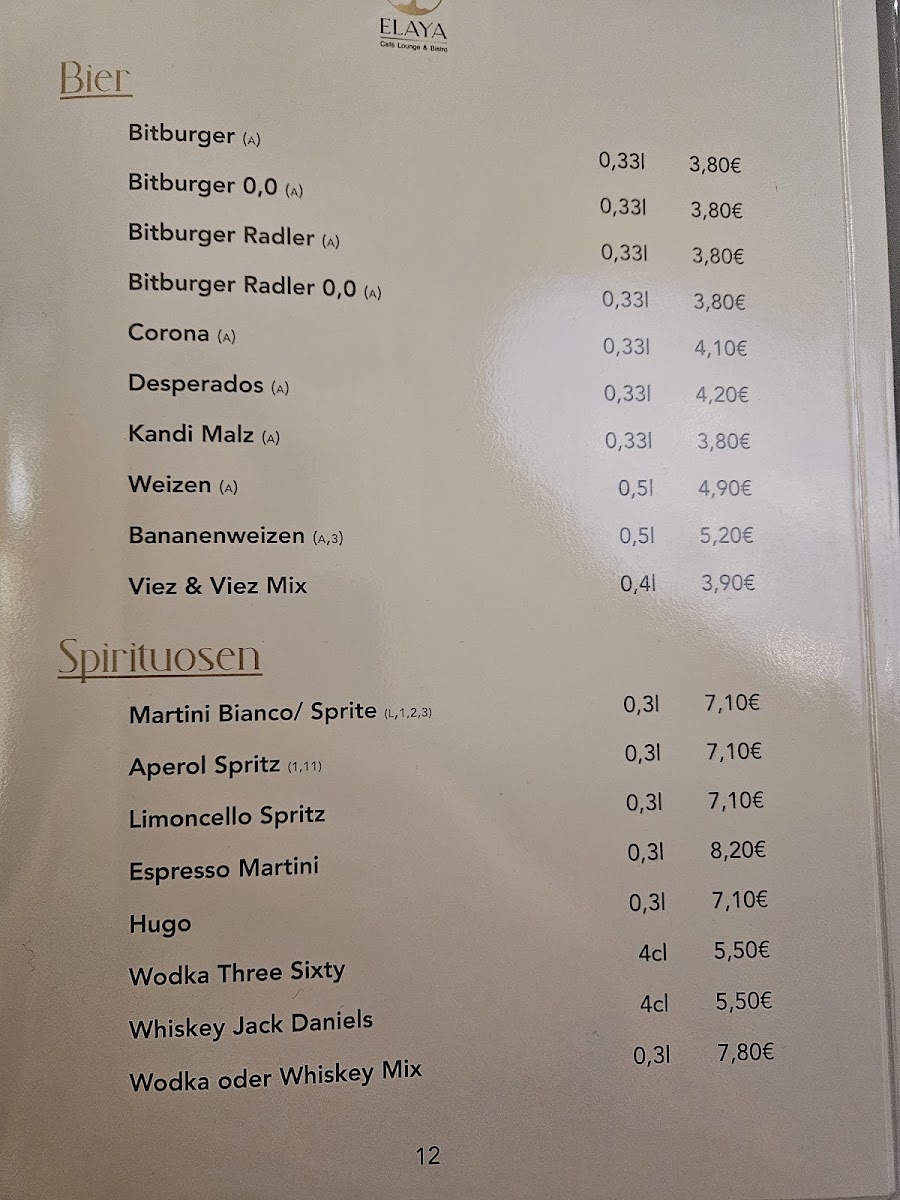 ELAYA
Café Lounge & Bistro
Bier
Bitburger (A) 0,33l 3,80€
Bitburger 0,0 (A) 0,33l 3,80€
Bitburger Radler (A) 0,33l 3,80€
Bitburger Radler 0,0 (A) 0,33l 3,80€
Corona (A) 0,33l 4,10€
Desperados (A) 0,33l 4,20€
Kandi Malz (A) 0,33l 3,80€
Weizen (A) 0,5l 4,90€
Bananenweizen (A,3) 0,5l 5,20€
Viez & Viez Mix 0,4l 3,90€
Spirituosen
Martini Bianco/ Sprite (L,1,2,3) 0,3l 7,10€
Aperol Spritz (1,11) 0,3l 7,10€
Limoncello Spritz 0,3l 7,10€
Espresso Martini 0,3l 8,20€
Hugo 0,3l 7,10€
Wodka Three Sixty 4cl 5,50€
Whiskey Jack Daniels 4cl 5,50€
Wodka oder Whiskey Mix 0,3l 7,80€
12